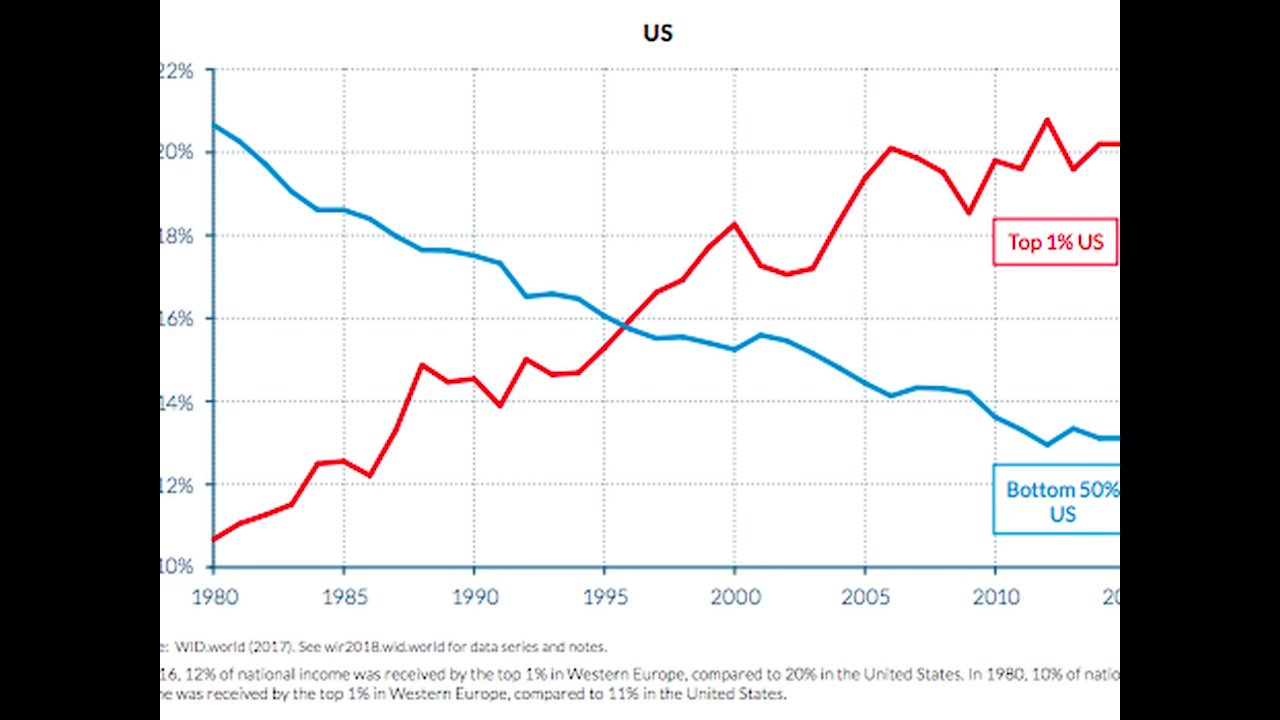 US
22%
20%
18%
16%
14%
12%
10%
Top 1% US
Bottom 50%
US
1980 1985 1990 1995 2000 2005 2010 20
e: WID.world (2017). See wir2018.wid.world for data series and notes.
16, 12% of national income was received by the top 1% in Western Europe, compared to 20% in the United States. In 1980, 10% of natio
e was received by the top 1% in Western Europe, compared to 11% in the United States.